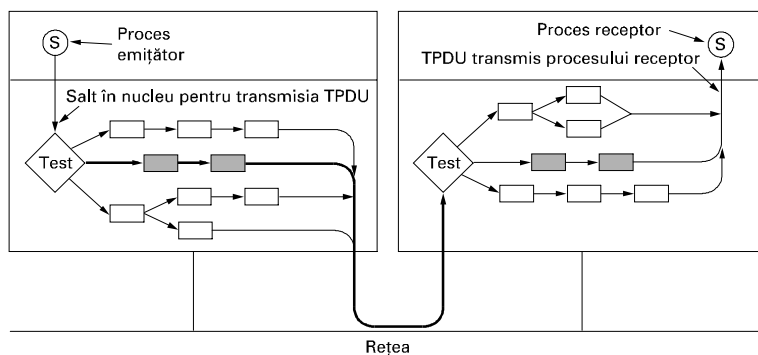 S
Proces
emițător
Salt în nucleu pentru transmisia TPDU
Test
Proces receptor
S
TPDU transmis procesului receptor
Test
Rețea